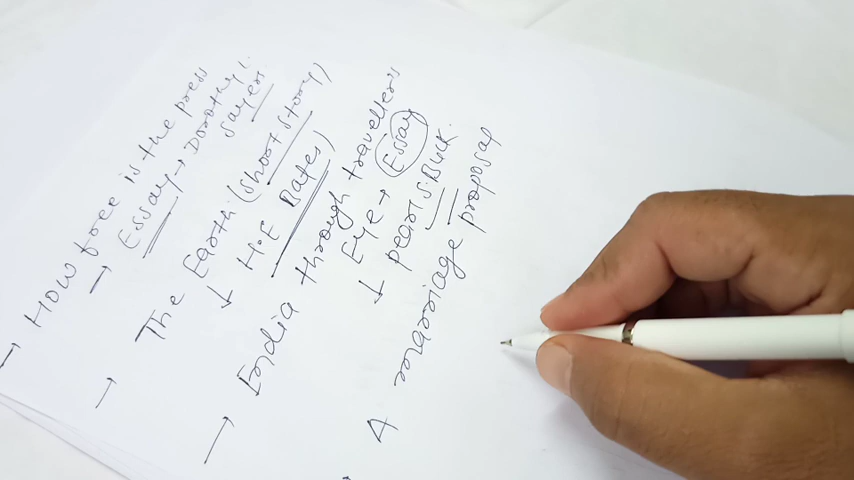 → How free is the press
→ Essay → Dorothy L.
Sayers
→ The Earth (short story)
↓ H.E Bates)
→ India through traveller's
Eye → Essay
↓ pearl S. Buck.
A marriage proposal